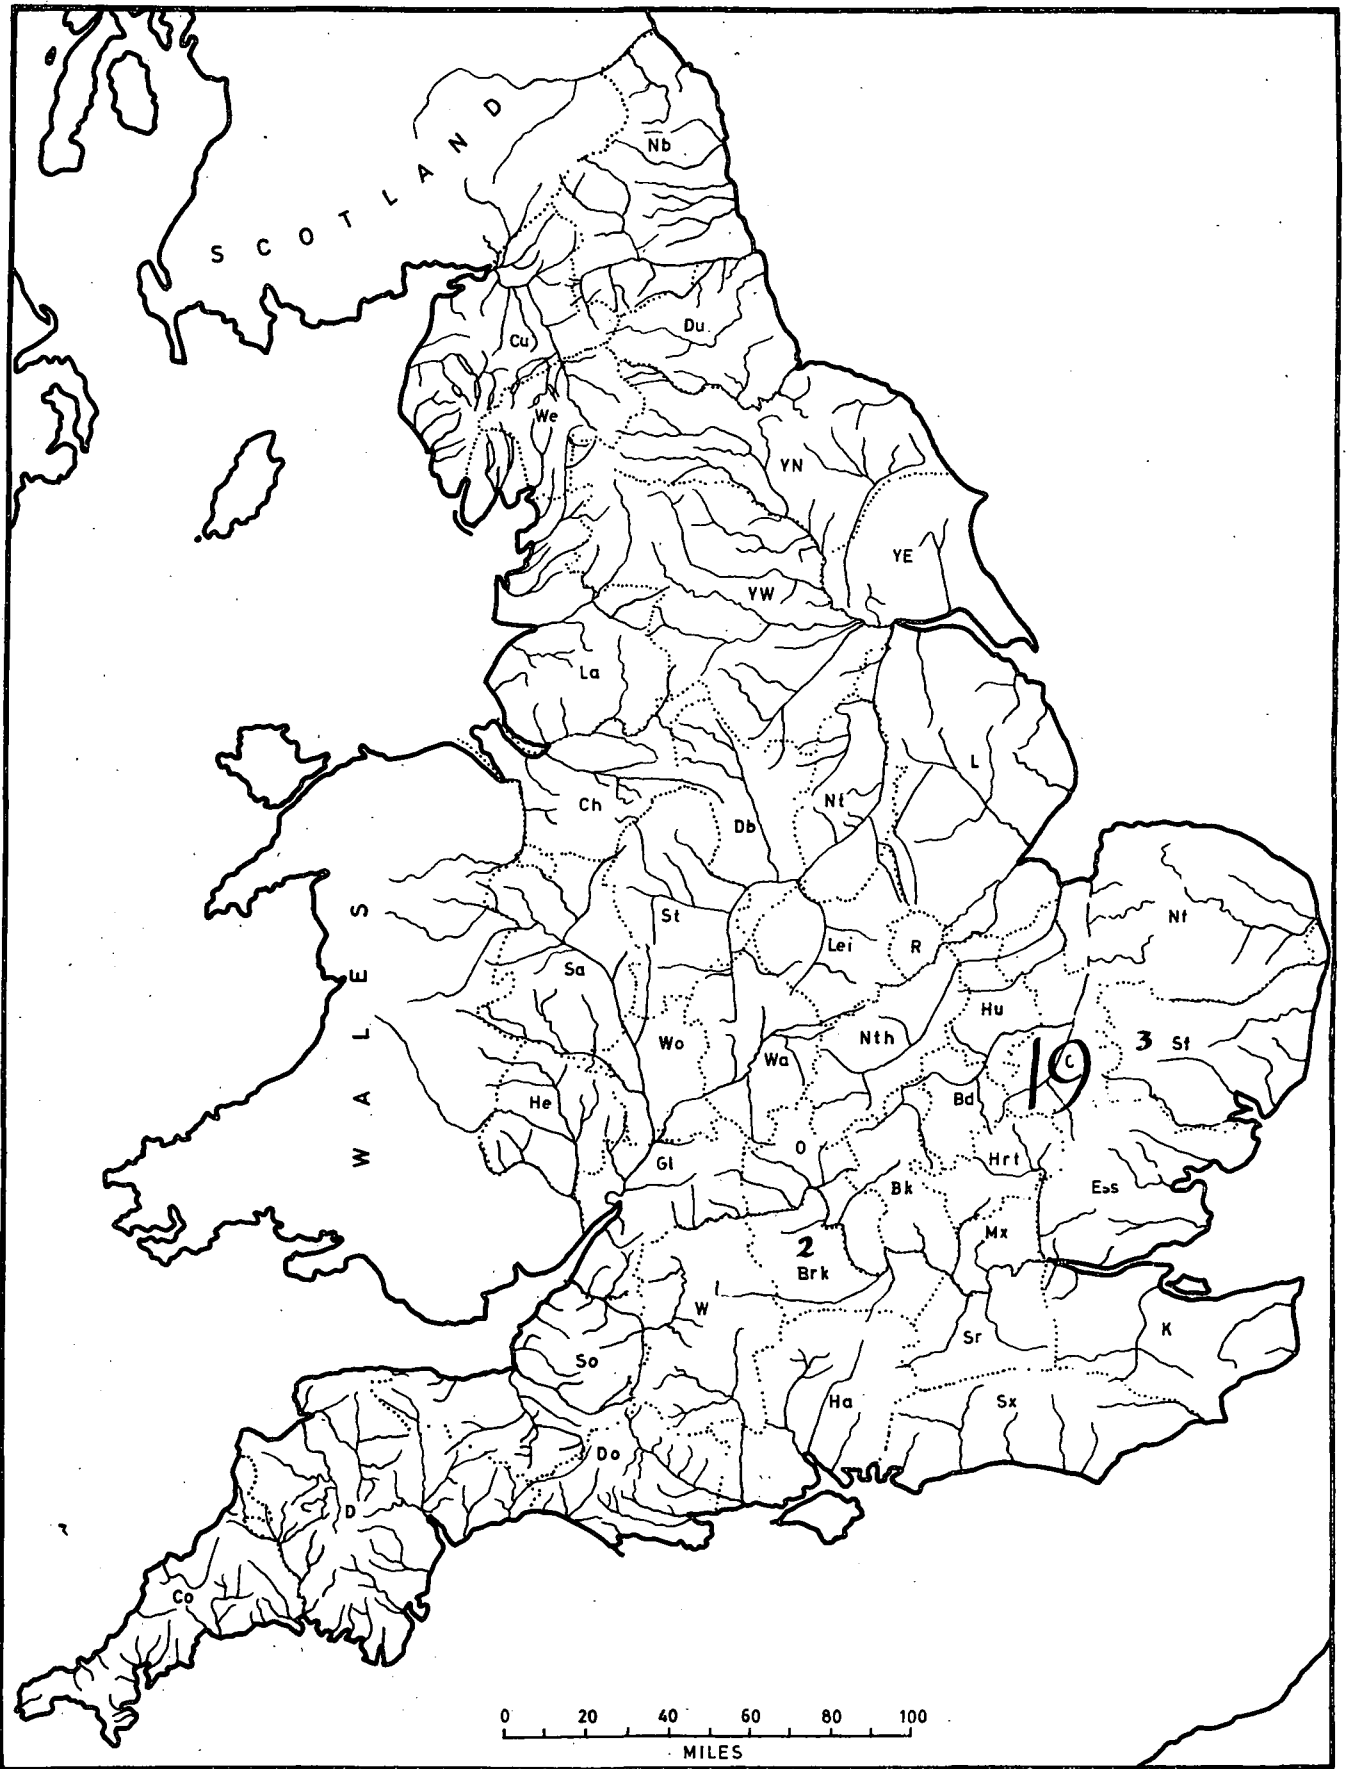 SCOTLAND
Nb
Cu
Du
We
YN
YE
YW
La
L
Ch
Nt
Db
WALES
St
Nf
Lei
R
Sa
Hu
Wo
Wa
Nth
19
C
3
Sf
He
Bd
O
Hrt
Gl
Bk
Ess
Mx
2
Brk
W
K
Sr
So
Ha
Sx
Do
D
Co
0 20 40 60 80 100
MILES